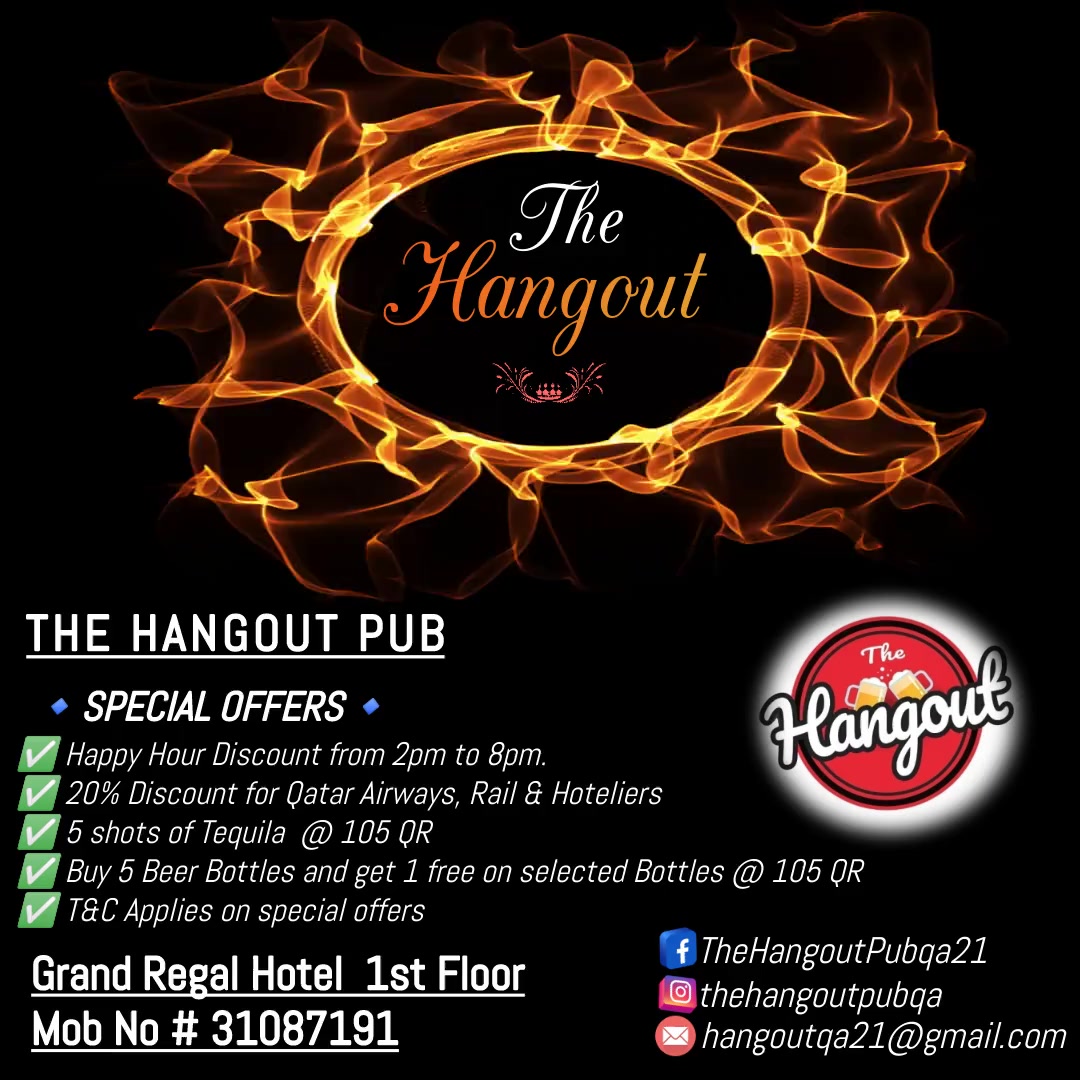 The
Hangout
THE HANGOUT PUB
🔹 SPECIAL OFFERS 🔹
✅ Happy Hour Discount from 2pm to 8pm.
✅ 20% Discount for Qatar Airways, Rail & Hoteliers
✅ 5 shots of Tequila @ 105 QR
✅ Buy 5 Beer Bottles and get 1 free on selected Bottles @ 105 QR
✅ T&C Applies on special offers
The
Hangout
Grand Regal Hotel 1st Floor
Mob No # 31087191
TheHangoutPubqa21
thehangoutpubqa
hangoutqa21@gmail.com